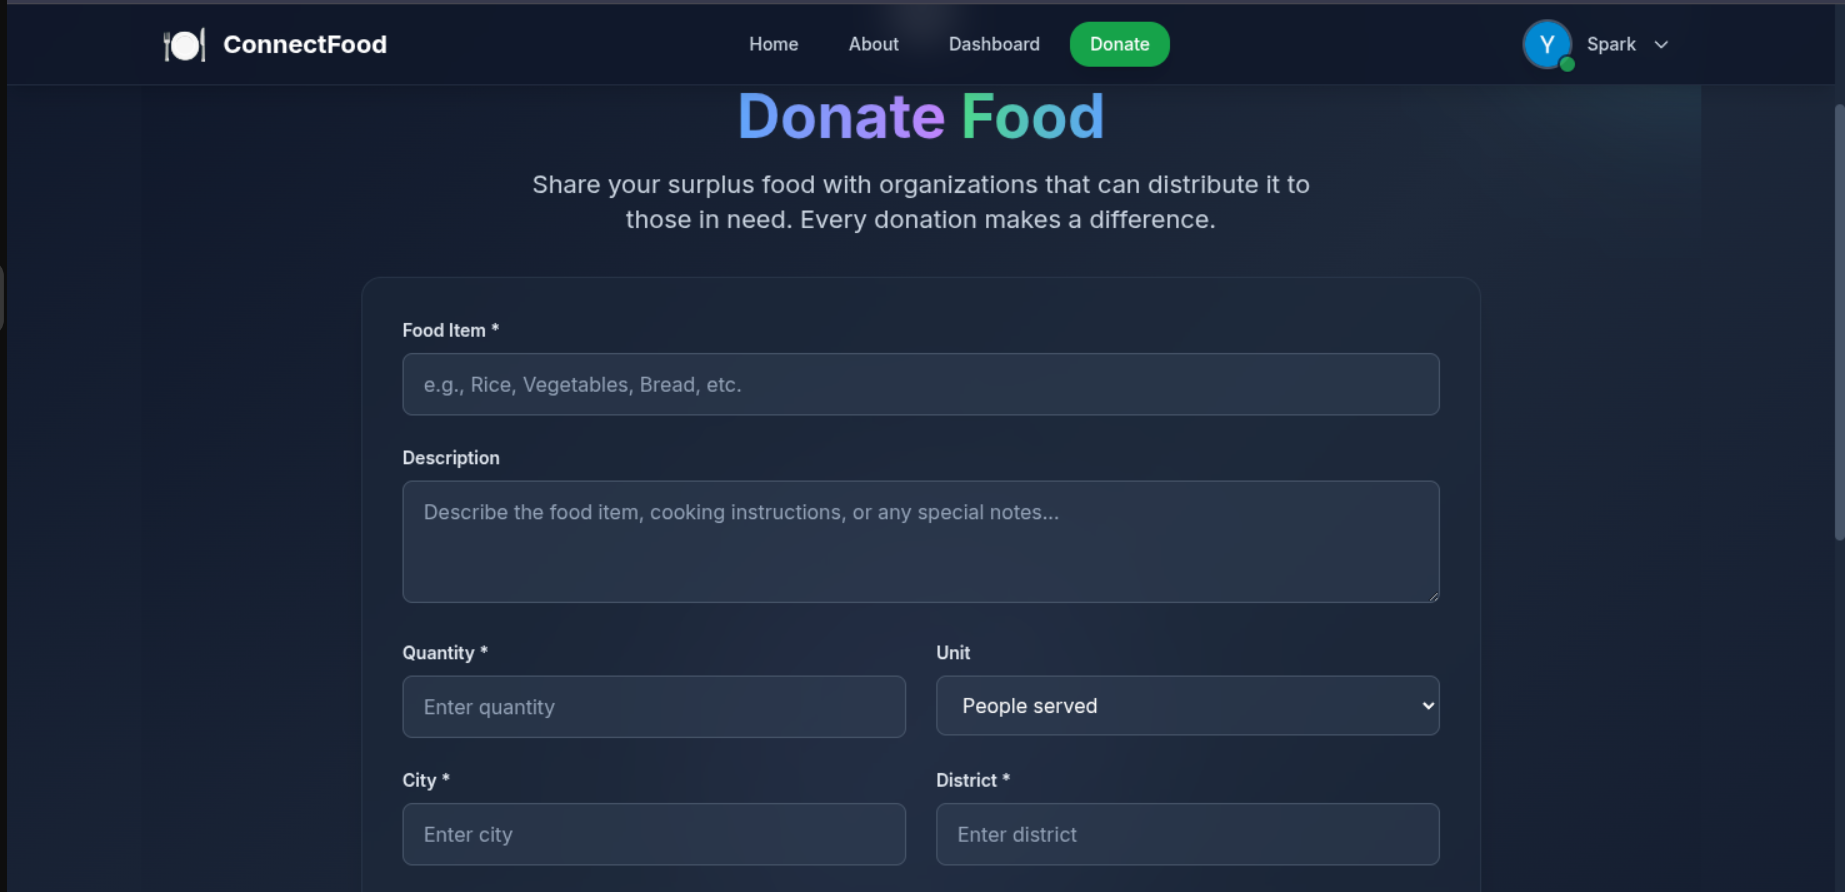 ConnectFood
Home
About
Dashboard
Donate
Y
Spark
Donate Food
Share your surplus food with organizations that can distribute it to
those in need. Every donation makes a difference.
Food Item *
e.g., Rice, Vegetables, Bread, etc.
Description
Describe the food item, cooking instructions, or any special notes...
Quantity *
Unit
Enter quantity
People served
City *
District *
Enter city
Enter district